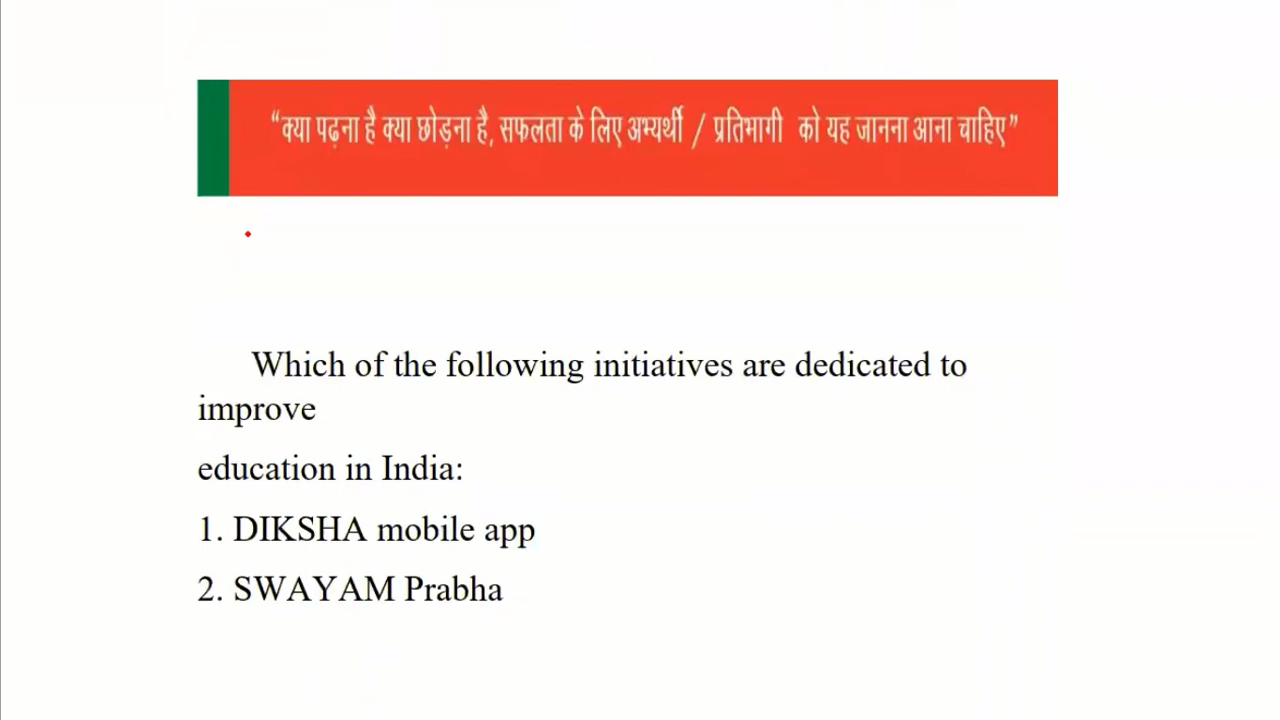 “क्या पढ़ना है क्या छोड़ना है, सफलता के लिए अभ्यर्थी / प्रतिभागी को यह जानना आना चाहिए”
Which of the following initiatives are dedicated to
improve
education in India:
1. DIKSHA mobile app
2. SWAYAM Prabha